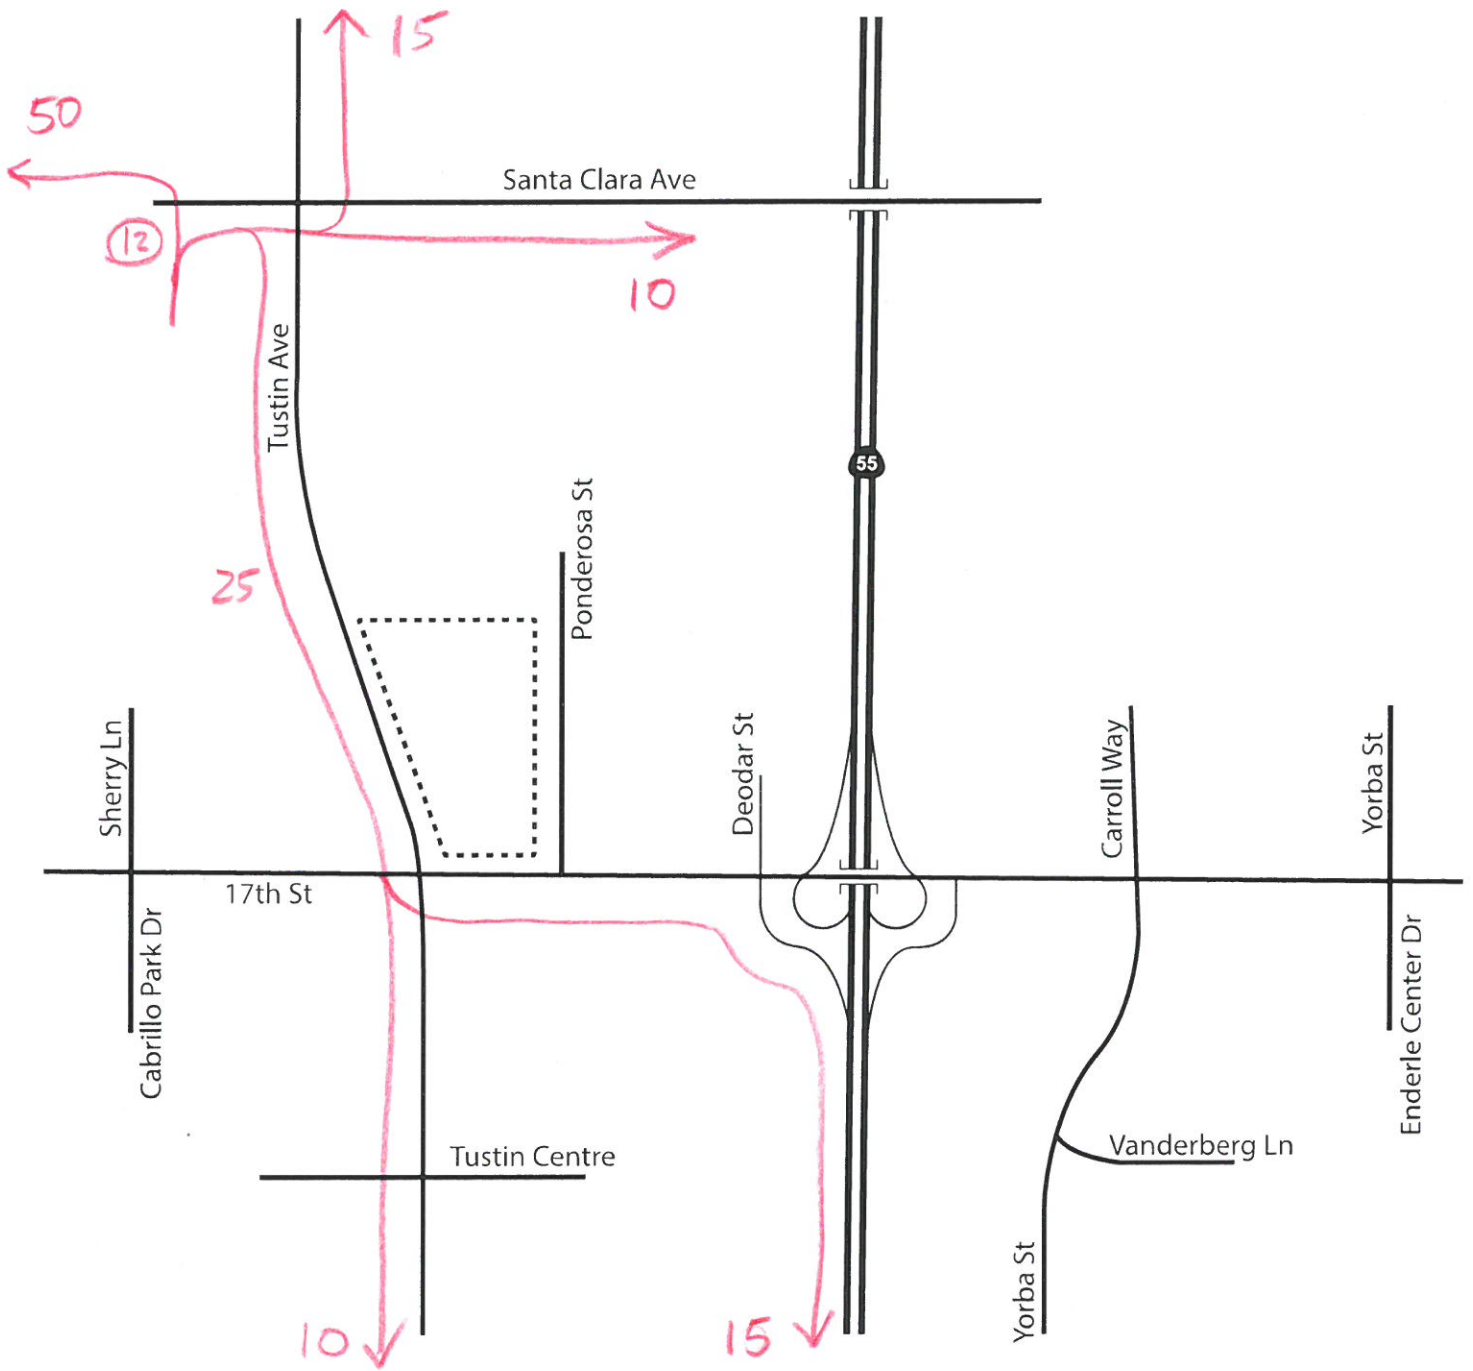 15
50
Santa Clara Ave
12
10
Tustin Ave
55
Ponderosa St
25
Sherry Ln
Deodar St
Carroll Way
Yorba St
17th St
Cabrillo Park Dr
Enderle Center Dr
Tustin Centre
Vanderberg Ln
Yorba St
10
15